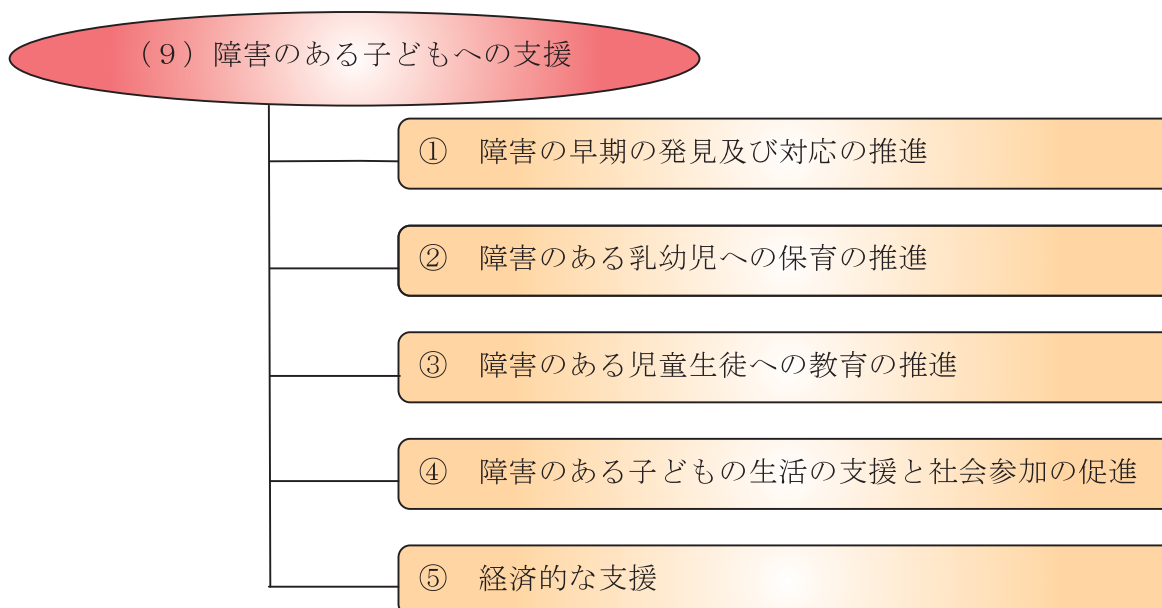 （９）障害のある子どもへの支援
①　障害の早期の発見及び対応の推進
②　障害のある乳幼児への保育の推進
③　障害のある児童生徒への教育の推進
④　障害のある子どもの生活の支援と社会参加の促進
⑤　経済的な支援